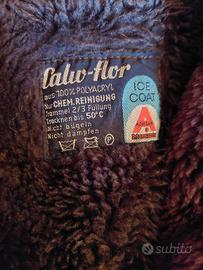 Calw-flor
aus 100% POLYACRYL
Nur CHEM. REINIGUNG
Trommel 2/3 Füllung
Trocknen bis 50°C
Nicht bügeln
Nicht dämpfen
P
ICE
COAT
A
subito